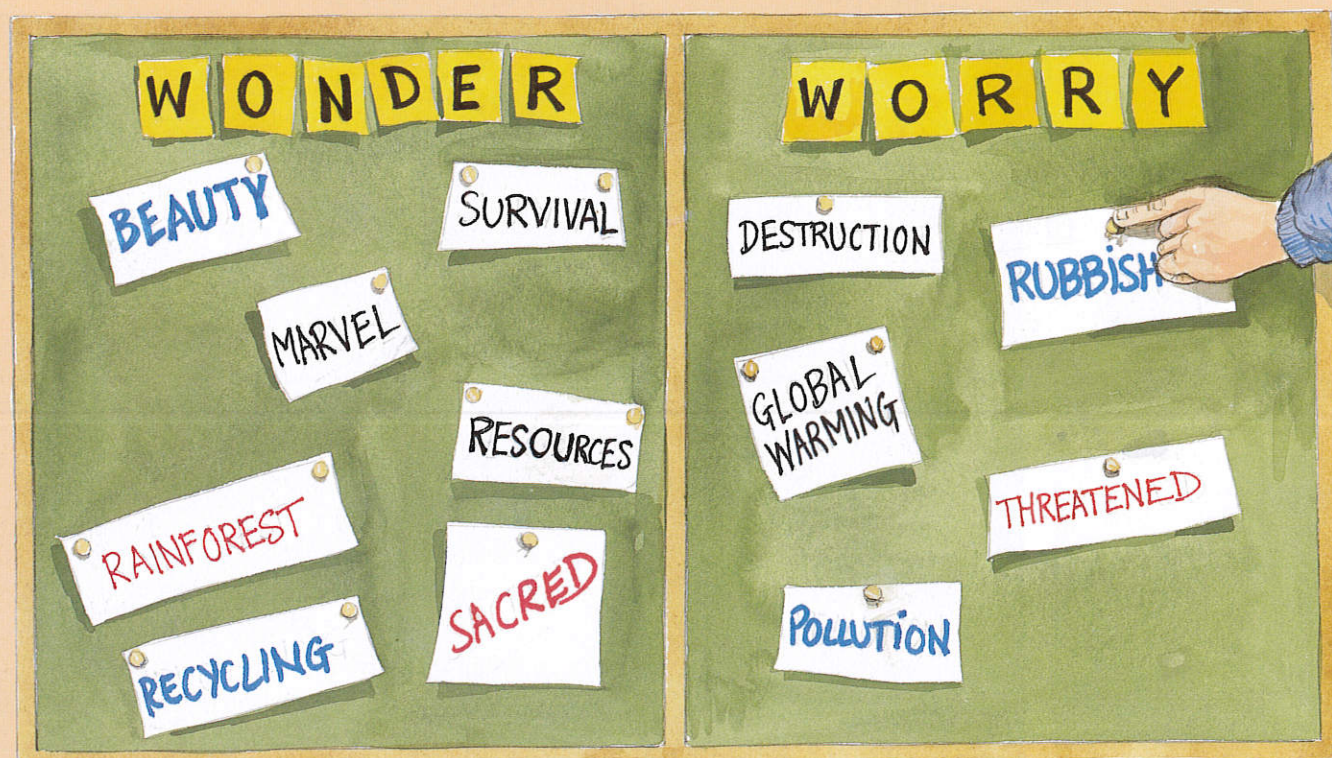 WONDER
BEAUTY
SURVIVAL
MARVEL
RESOURCES
RAINFOREST
SACRED
RECYCLING
WORRY
DESTRUCTION
RUBBiSH
GLOBAL
WARMING
THREATENED
POLLUTiON